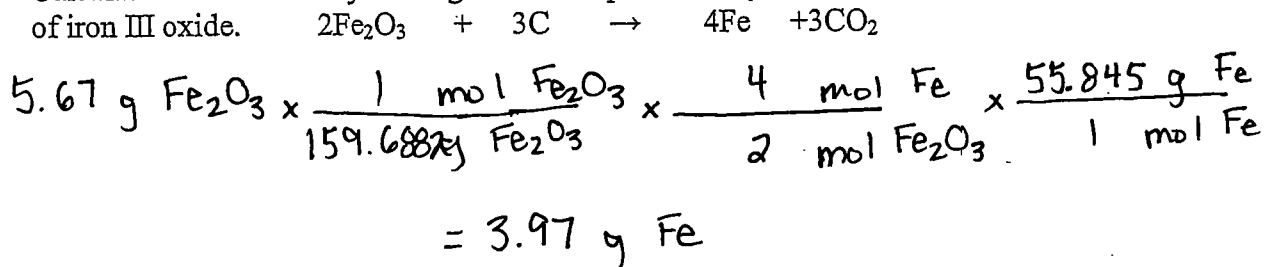 of iron III oxide. 2Fe₂O₃ + 3C → 4Fe +3CO₂
5.67 g Fe₂O₃ x 1 mol Fe₂O₃ / 159.6882g Fe₂O₃ x 4 mol Fe / 2 mol Fe₂O₃ x 55.845 g Fe / 1 mol Fe
= 3.97 g Fe